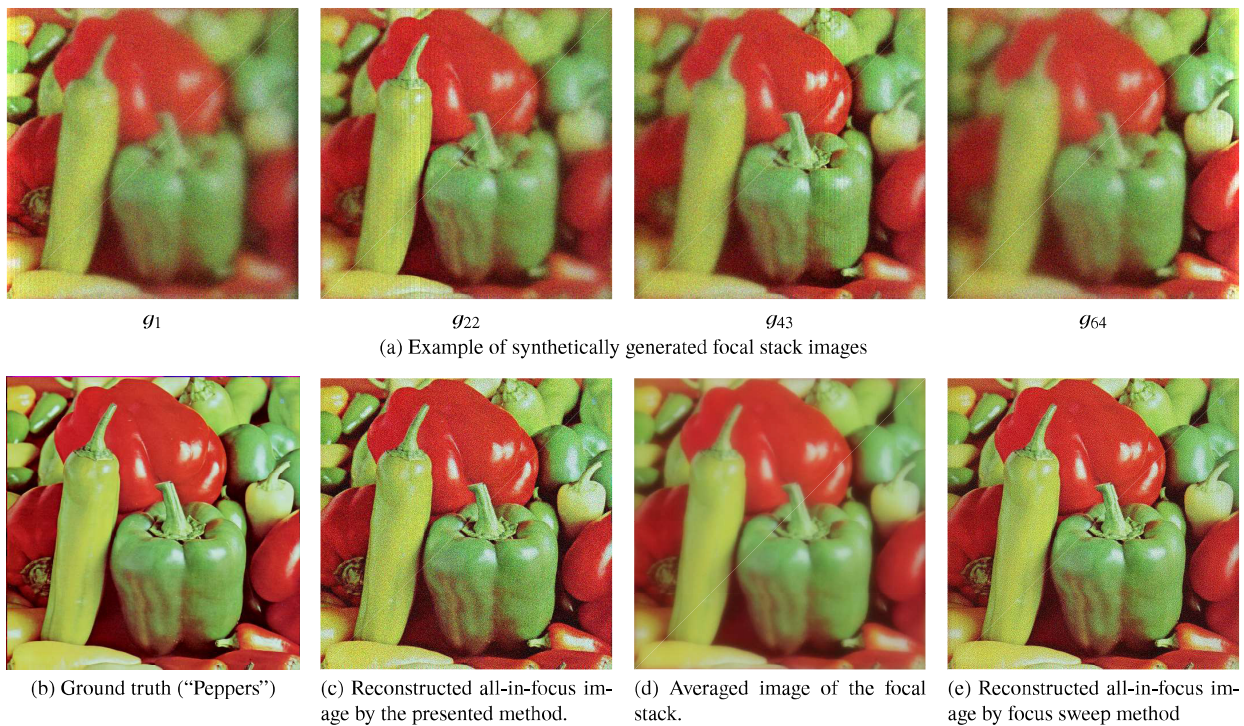 g₁ g₂₂ g₄₃ g₆₄
(a) Example of synthetically generated focal stack images
(b) Ground truth (“Peppers”)
(c) Reconstructed all-in-focus im-
age by the presented method.
(d) Averaged image of the focal
stack.
(e) Reconstructed all-in-focus im-
age by focus sweep method